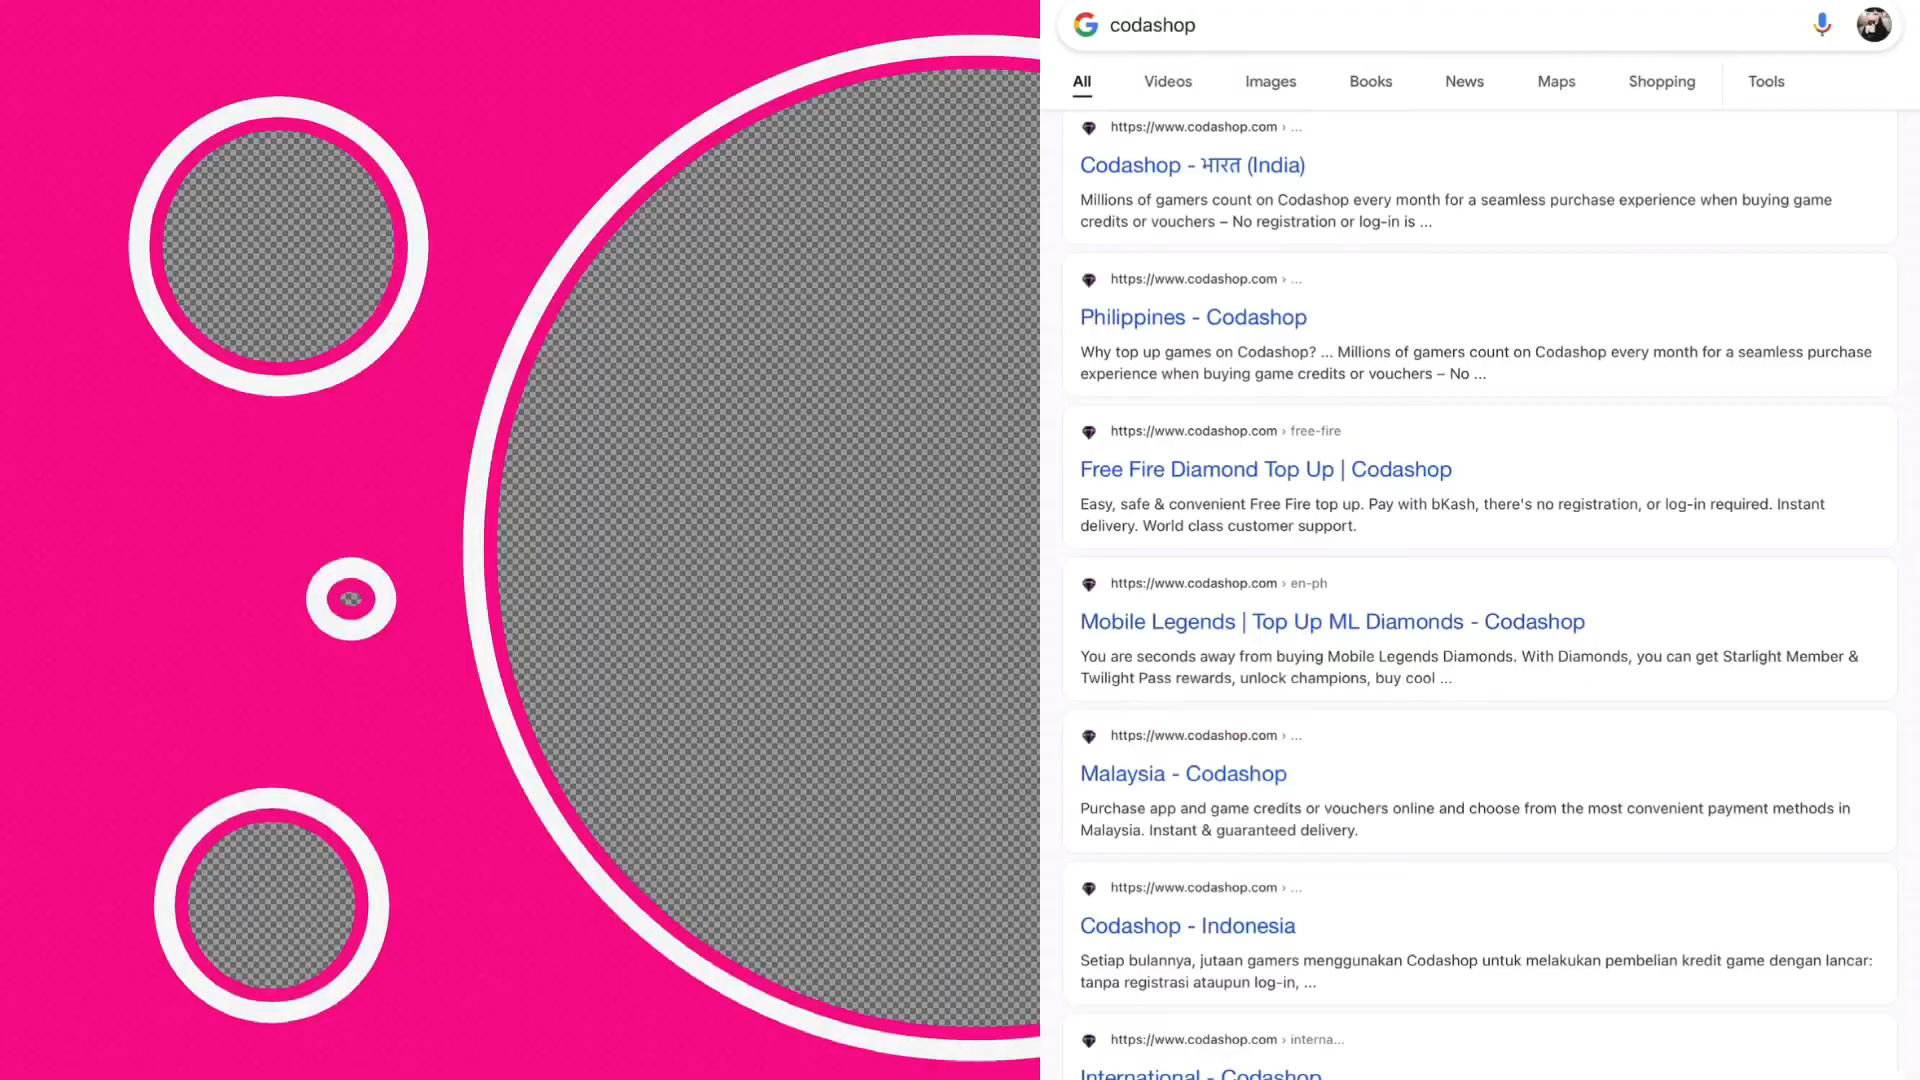 codashop
All Videos Images Books News Maps Shopping Tools
https://www.codashop.com › ...
Codashop - भारत (India)
Millions of gamers count on Codashop every month for a seamless purchase experience when buying game
credits or vouchers – No registration or log-in is ...
https://www.codashop.com › ...
Philippines - Codashop
Why top up games on Codashop? ... Millions of gamers count on Codashop every month for a seamless purchase
experience when buying game credits or vouchers – No ...
https://www.codashop.com › free-fire
Free Fire Diamond Top Up | Codashop
Easy, safe & convenient Free Fire top up. Pay with bKash, there's no registration, or log-in required. Instant
delivery. World class customer support.
https://www.codashop.com › en-ph
Mobile Legends | Top Up ML Diamonds - Codashop
You are seconds away from buying Mobile Legends Diamonds. With Diamonds, you can get Starlight Member &
Twilight Pass rewards, unlock champions, buy cool ...
https://www.codashop.com › ...
Malaysia - Codashop
Purchase app and game credits or vouchers online and choose from the most convenient payment methods in
Malaysia. Instant & guaranteed delivery.
https://www.codashop.com › ...
Codashop - Indonesia
Setiap bulannya, jutaan gamers menggunakan Codashop untuk melakukan pembelian kredit game dengan lancar:
tanpa registrasi ataupun log-in, ...
https://www.codashop.com › interna...
International - Codashop